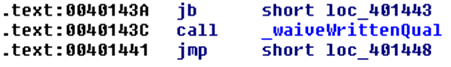 .text:0040143A jb short loc_401443
.text:0040143C call _waiveWrittenQual
.text:00401441 jmp short loc_401448